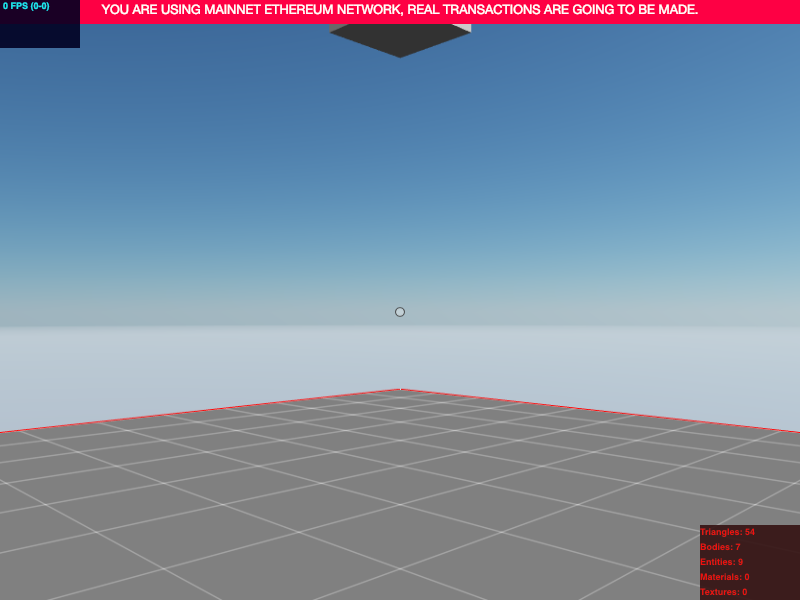 0 FPS (0-0)
YOU ARE USING MAINNET ETHEREUM NETWORK, REAL TRANSACTIONS ARE GOING TO BE MADE.
Triangles: 54
Bodies: 7
Entities: 9
Materials: 0
Textures: 0